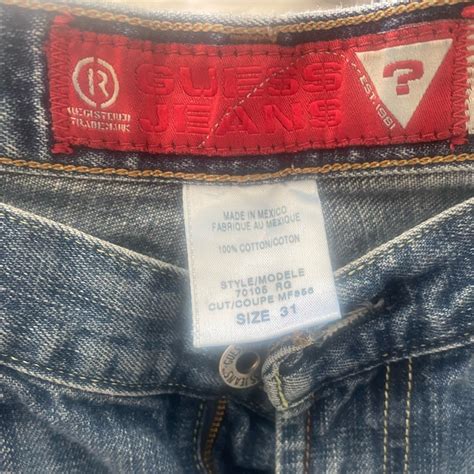 R
REGISTERED
TRADEMARK
GUESS
JEANS
?
EST. 1981
MADE IN MEXICO
FABRIQUE AU MEXIQUE
100% COTTON/COTON
STYLE/MODELE
70105 RG
CUT/COUPE MF856
SIZE 31